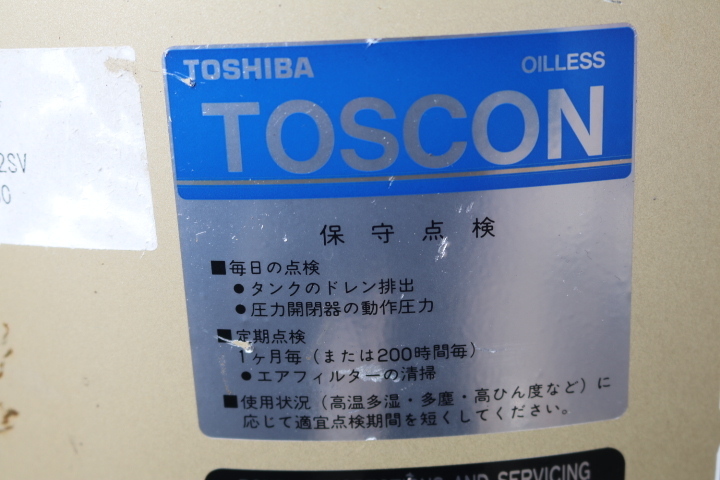 TOSHIBA OILLESS
TOSCON
2SV
保守点検
■毎日の点検
●タンクのドレン排出
●圧力開閉器の動作圧力
■定期点検
1ヶ月毎(または200時間毎)
●エアフィルターの清掃
■使用状況(高温多湿・多塵・高ひん度など)に
応じて適宜点検期間を短くしてください。
AND SERVICING